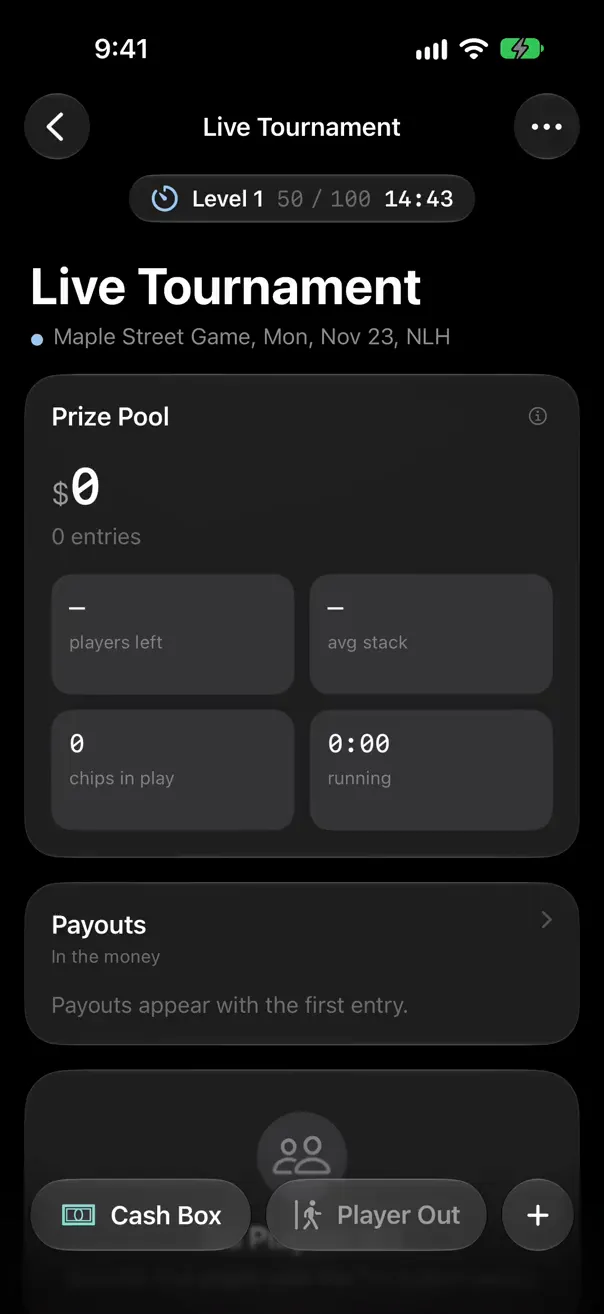 9:41
Live Tournament
Level 1 50 / 100 14:43
Live Tournament
Maple Street Game, Mon, Nov 23, NLH
Prize Pool
$0
0 entries
—
—
players left
avg stack
0
0:00
chips in play
running
Payouts
In the money
Payouts appear with the first entry.
Cash Box
Player Out